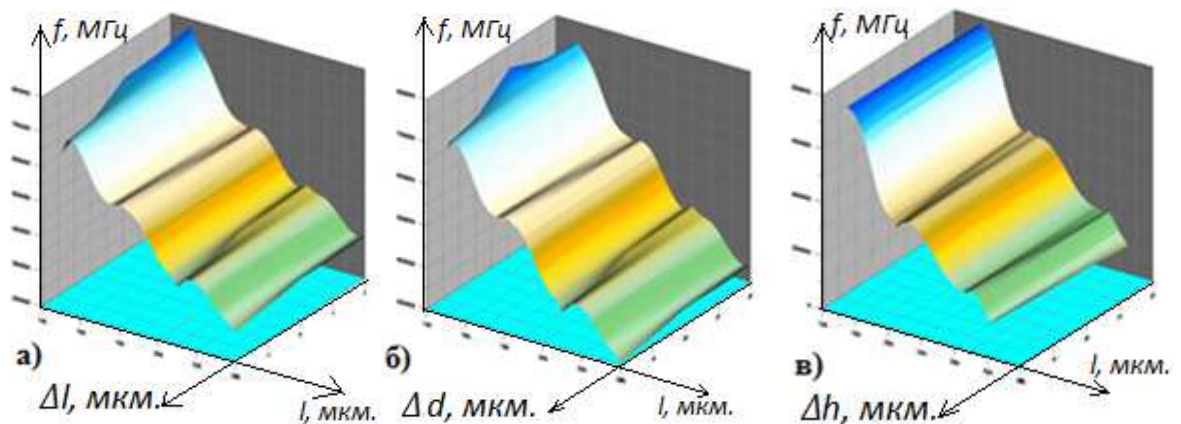 f, МГц
а)
Δl, мкм.
l, мкм.
f, МГц
б)
Δ d, мкм.
l, мкм.
f, МГц
в)
Δh, мкм.
l, мкм.